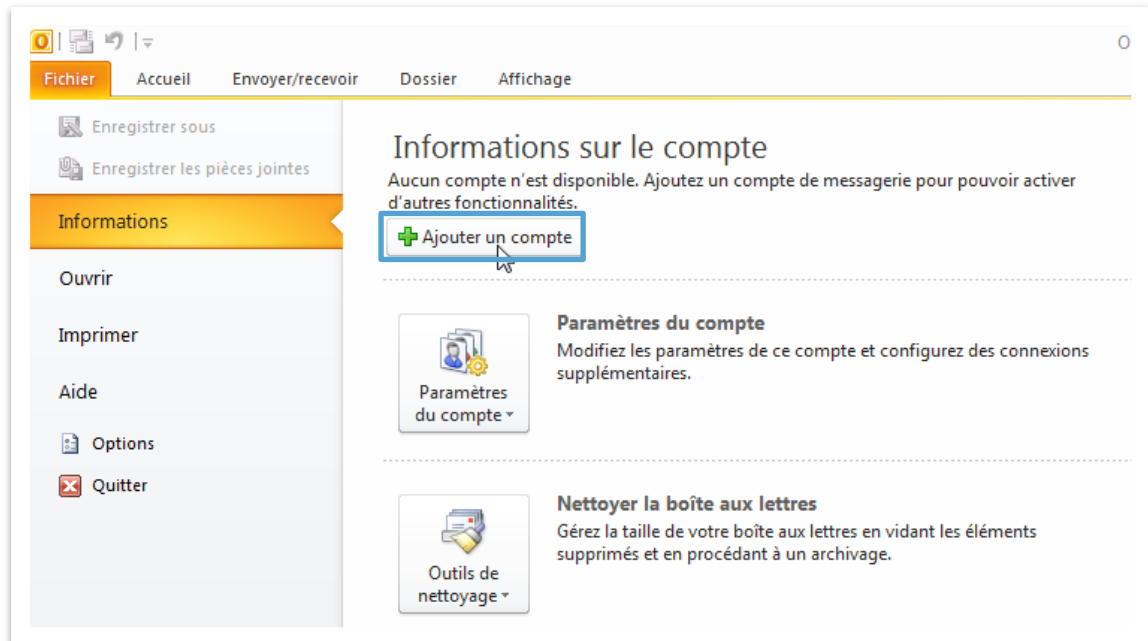 O
Fichier Accueil Envoyer/recevoir Dossier Affichage
Enregistrer sous
Enregistrer les pièces jointes
Informations
Ouvrir
Imprimer
Aide
Options
Quitter
Informations sur le compte
Aucun compte n'est disponible. Ajoutez un compte de messagerie pour pouvoir activer
d'autres fonctionnalités.
Ajouter un compte
Paramètres
du compte
Paramètres du compte
Modifiez les paramètres de ce compte et configurez des connexions
supplémentaires.
Outils de
nettoyage
Nettoyer la boîte aux lettres
Gérez la taille de votre boîte aux lettres en vidant les éléments
supprimés et en procédant à un archivage.